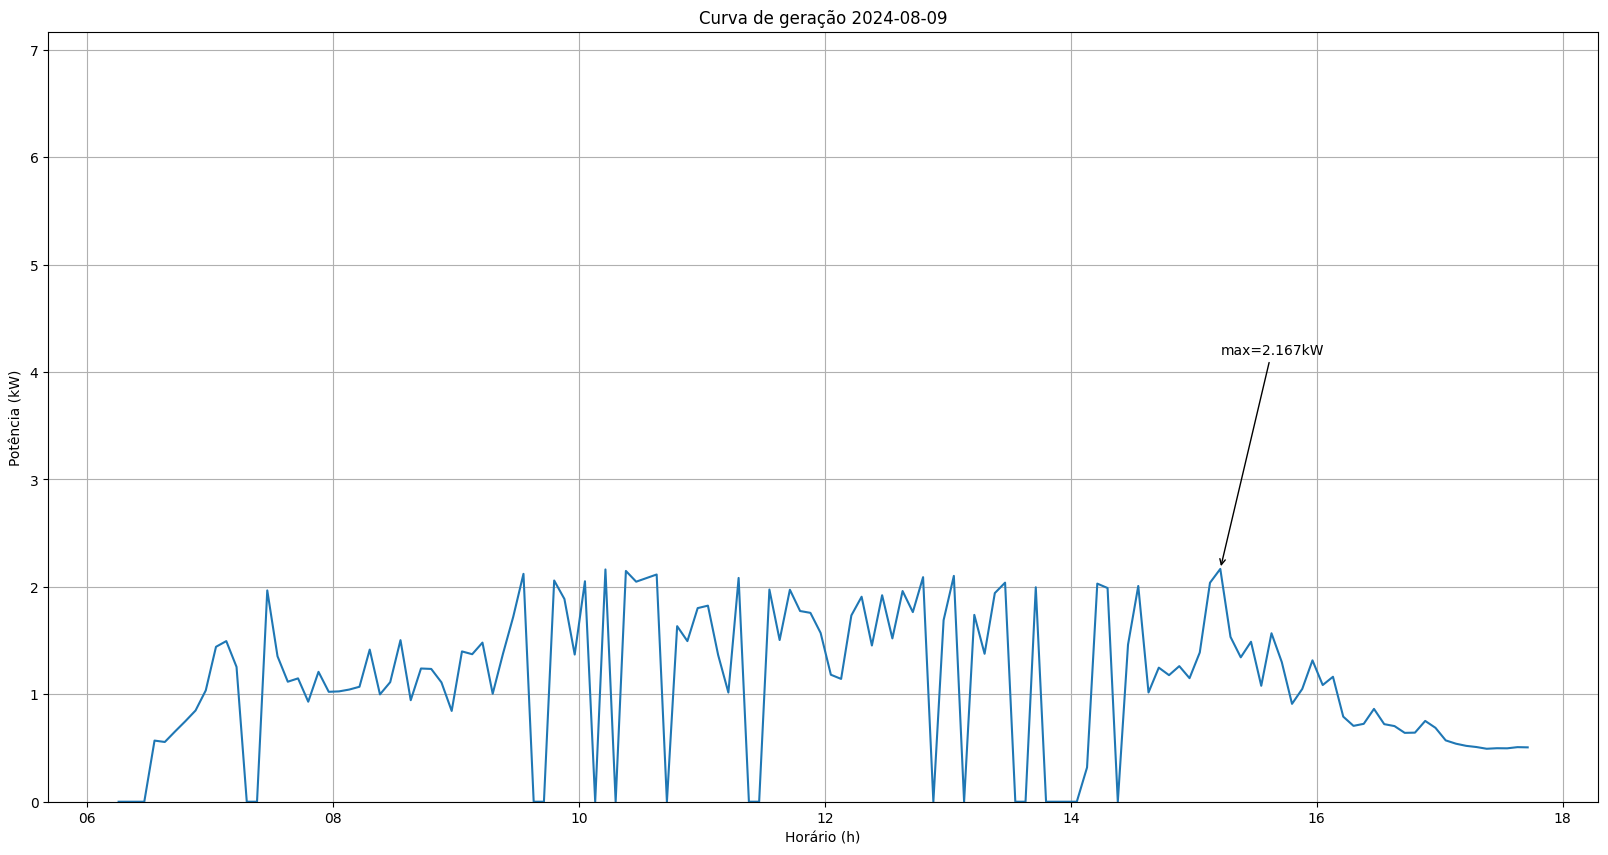 Curva de geração 2024-08-09
7
6
5
4
3
2
1
0
Potência (kW)
max=2.167kW
06 08 10 12 14 16 18
Horário (h)